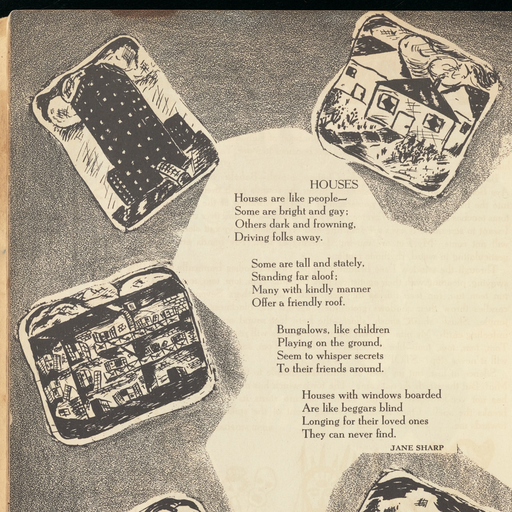 HOUSES
Houses are like people—
Some are bright and gay;
Others dark and frowning,
Driving folks away.
Some are tall and stately,
Standing far aloof;
Many with kindly manner
Offer a friendly roof.
Bungalows, like children
Playing on the ground,
Seem to whisper secrets
To their friends around.
Houses with windows boarded
Are like beggars blind
Longing for their loved ones
They can never find.
JANE SHARP